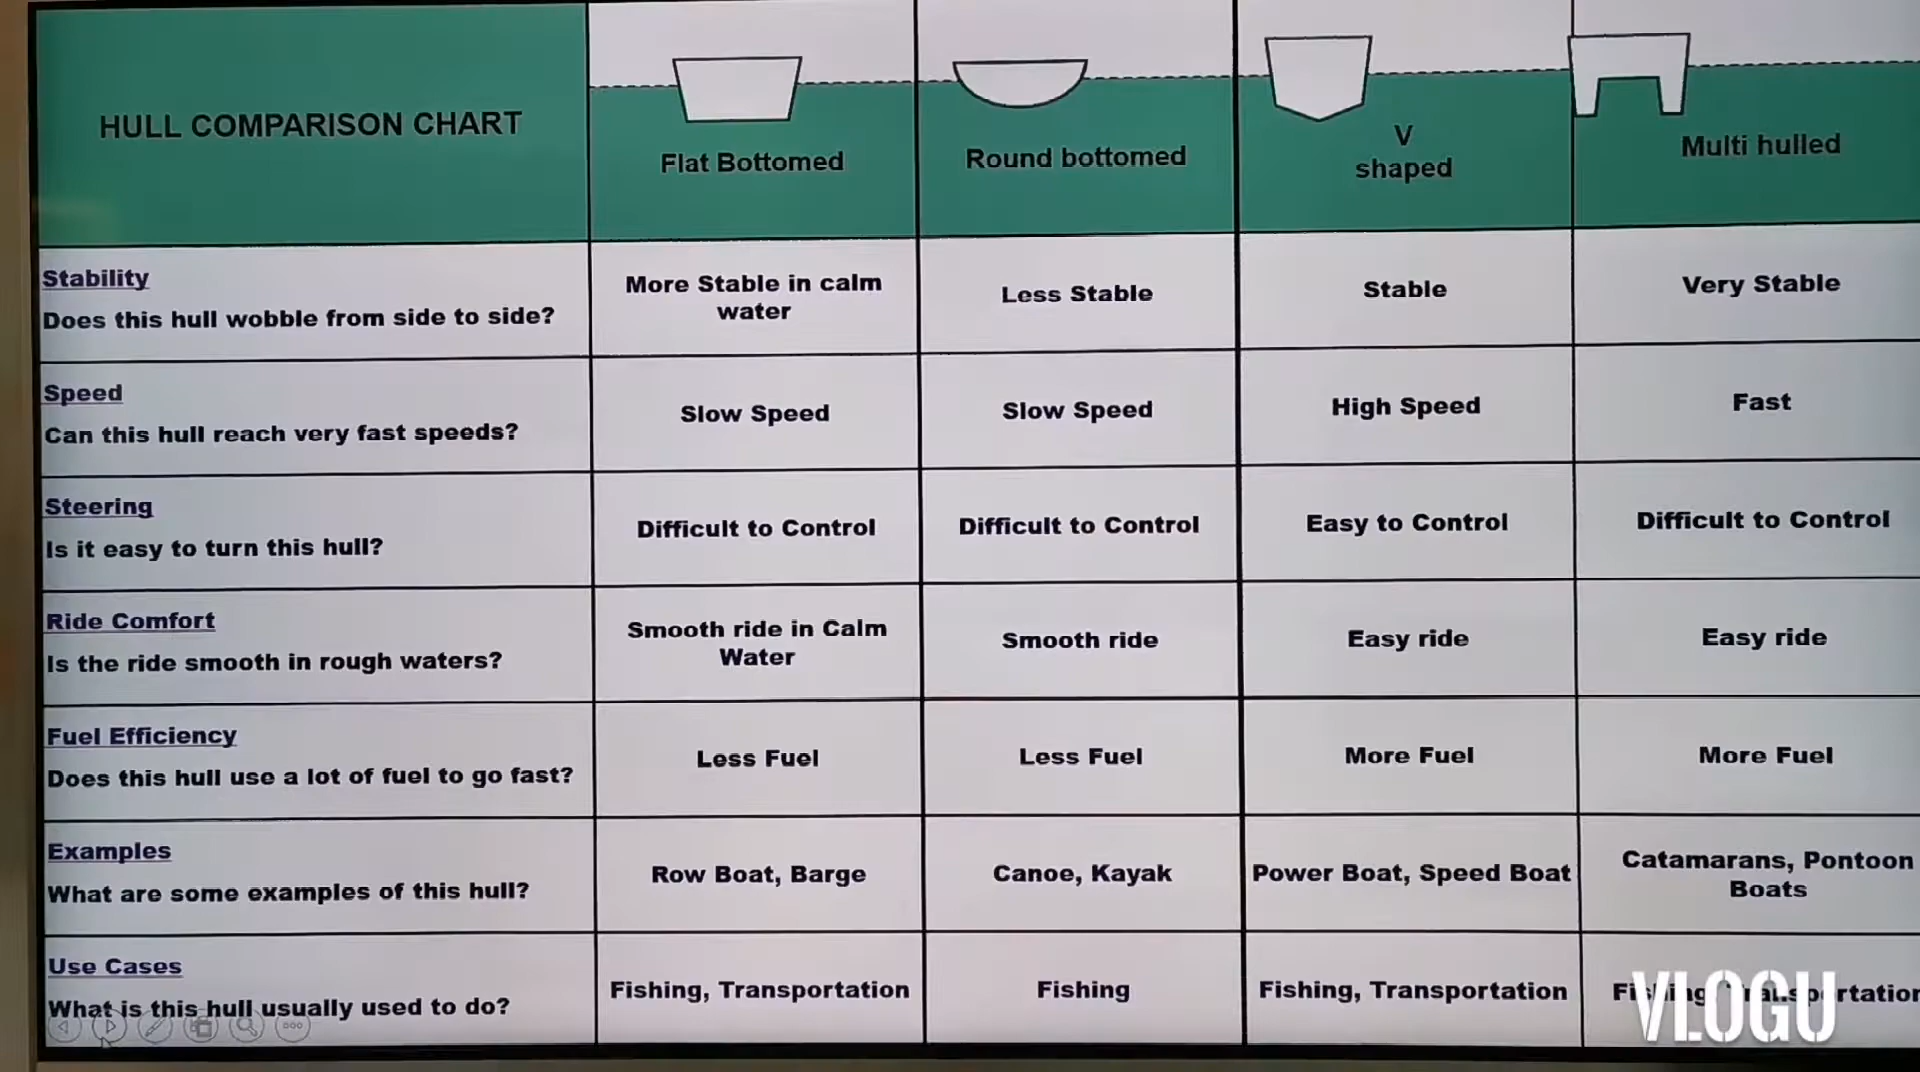 HULL COMPARISON CHART
Flat Bottomed
Round bottomed
V
shaped
Multi hulled
Stability
Does this hull wobble from side to side?
More Stable in calm
water
Less Stable
Stable
Very Stable
Speed
Can this hull reach very fast speeds?
Slow Speed
Slow Speed
High Speed
Fast
Steering
Is it easy to turn this hull?
Difficult to Control
Difficult to Control
Easy to Control
Difficult to Control
Ride Comfort
Is the ride smooth in rough waters?
Smooth ride in Calm
Water
Smooth ride
Easy ride
Easy ride
Fuel Efficiency
Does this hull use a lot of fuel to go fast?
Less Fuel
Less Fuel
More Fuel
More Fuel
Examples
What are some examples of this hull?
Row Boat, Barge
Canoe, Kayak
Power Boat, Speed Boat
Catamarans, Pontoon
Boats
Use Cases
What is this hull usually used to do?
Fishing, Transportation
Fishing
Fishing, Transportation
VLOGU